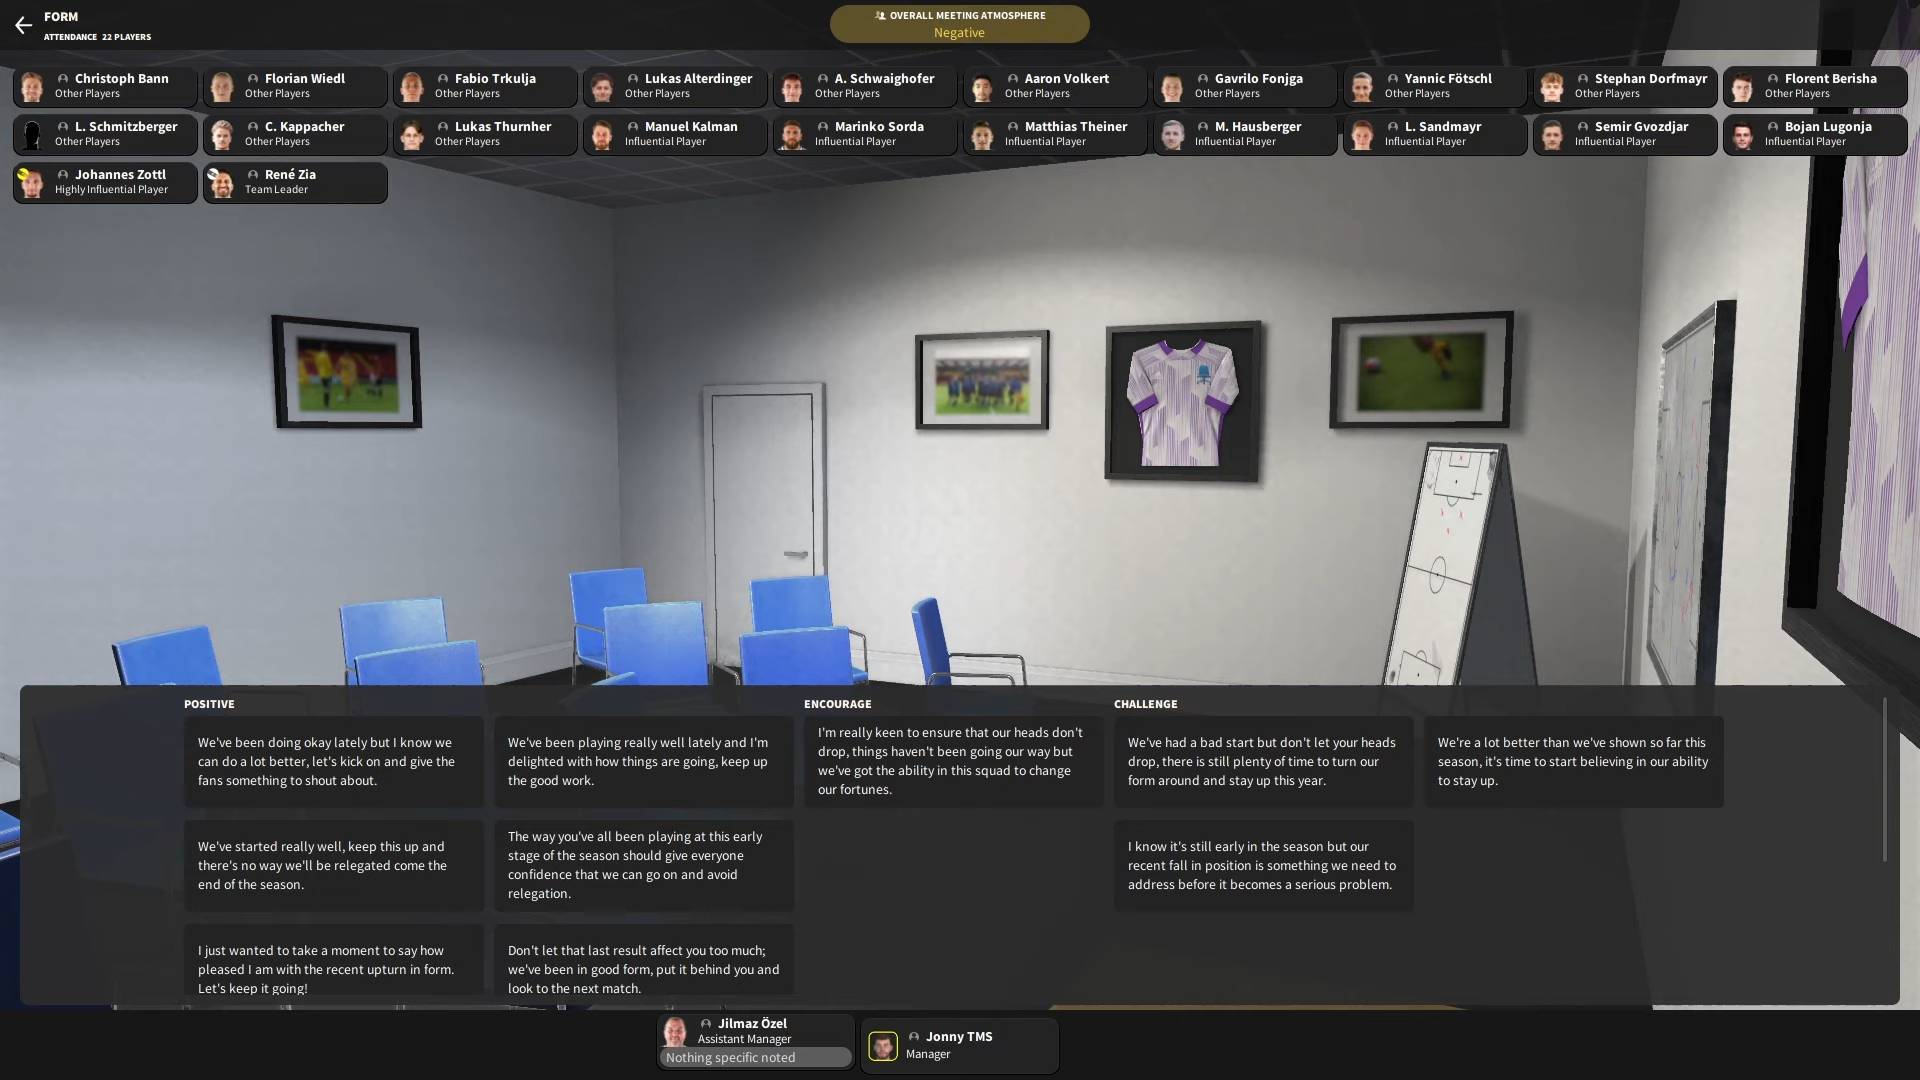 FORM
ATTENDANCE 22 PLAYERS
OVERALL MEETING ATMOSPHERE
Negative
Christoph Bann
Other Players
Florian Wiedl
Other Players
Fabio Trkulja
Other Players
Lukas Alterdinger
Other Players
A. Schwaighofer
Other Players
Aaron Volkert
Other Players
Gavrilo Fonjga
Other Players
Yannic Fötschl
Other Players
Stephan Dorfmayr
Other Players
Florent Berisha
Other Players
L. Schmitzberger
Other Players
C. Kappacher
Other Players
Lukas Thurnher
Other Players
Manuel Kalman
Influential Player
Marinko Sorda
Influential Player
Matthias Theiner
Influential Player
M. Hausberger
Influential Player
L. Sandmayr
Influential Player
Semir Gvozdjar
Influential Player
Bojan Lugonja
Influential Player
Johannes Zottl
Highly Influential Player
René Zia
Team Leader
POSITIVE
We've been doing okay lately but I know we
can do a lot better, let's kick on and give the
fans something to shout about.
We've been playing really well lately and I'm
delighted with how things are going, keep up
the good work.
We've started really well, keep this up and
there's no way we'll be relegated come the
end of the season.
The way you've all been playing at this early
stage of the season should give everyone
confidence that we can go on and avoid
relegation.
I just wanted to take a moment to say how
pleased I am with the recent upturn in form.
Let's keep it going!
Don't let that last result affect you too much;
we've been in good form, put it behind you and
look to the next match.
ENCOURAGE
I'm really keen to ensure that our heads don't
drop, things haven't been going our way but
we've got the ability in this squad to change
our fortunes.
CHALLENGE
We've had a bad start but don't let your heads
drop, there is still plenty of time to turn our
form around and stay up this year.
We're a lot better than we've shown so far this
season, it's time to start believing in our ability
to stay up.
I know it's still early in the season but our
recent fall in position is something we need to
address before it becomes a serious problem.
Jilmaz Özel
Assistant Manager
Nothing specific noted
Jonny TMS
Manager